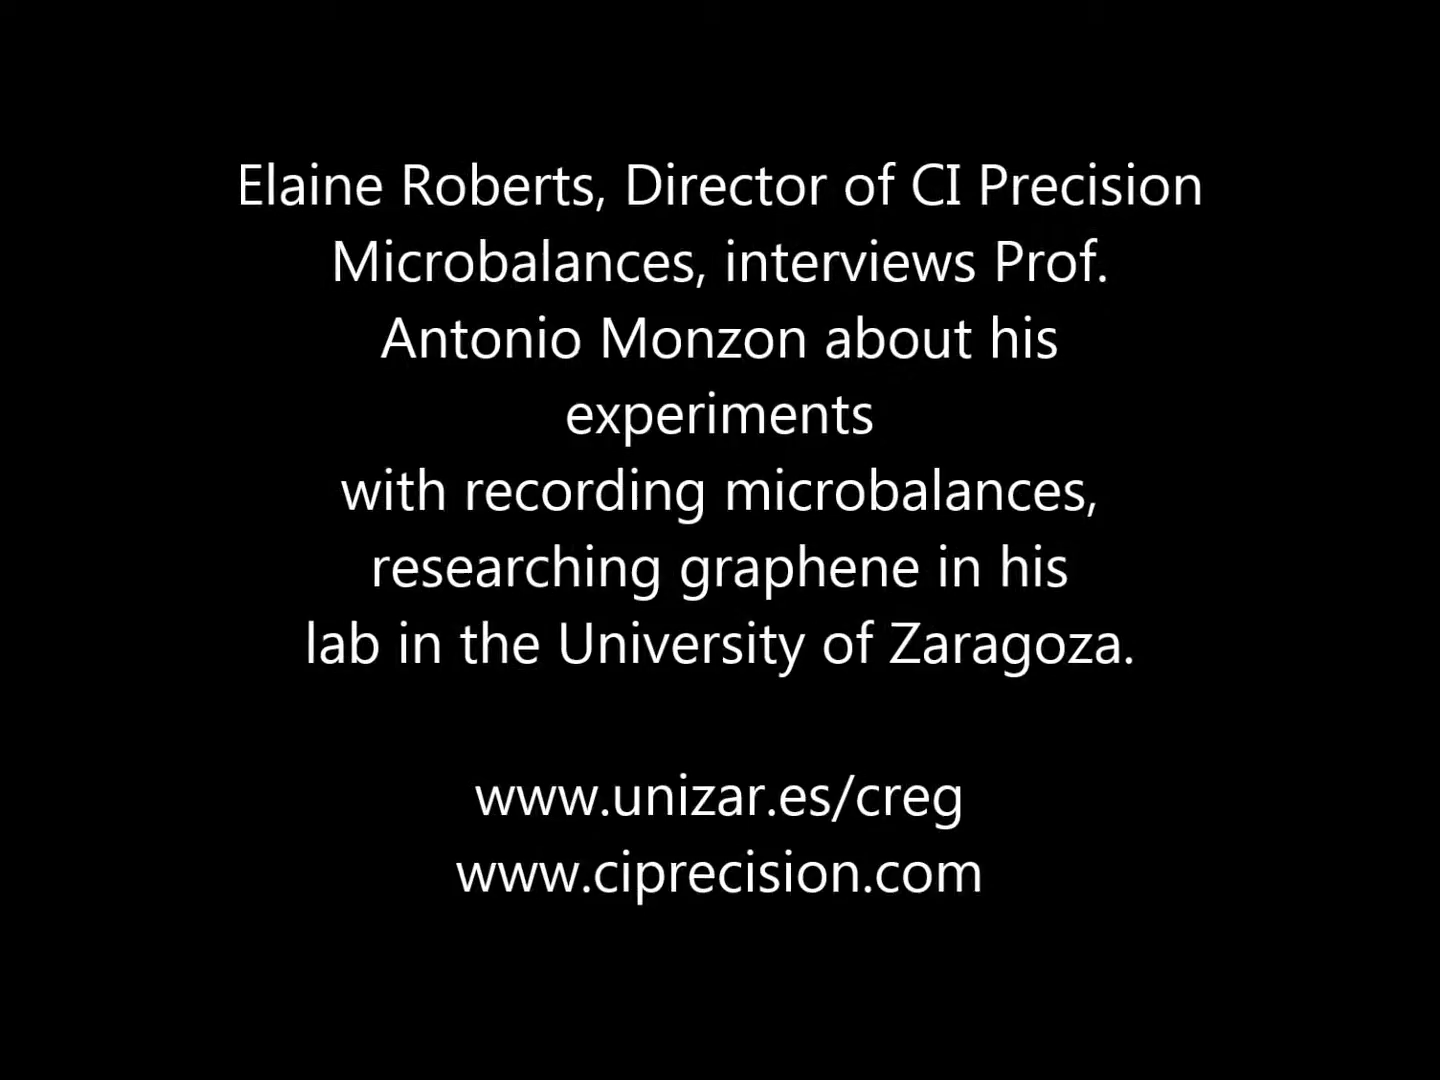 Elaine Roberts, Director of CI Precision
Microbalances, interviews Prof.
Antonio Monzon about his
experiments
with recording microbalances,
researching graphene in his
lab in the University of Zaragoza.
www.unizar.es/creg
www.ciprecision.com